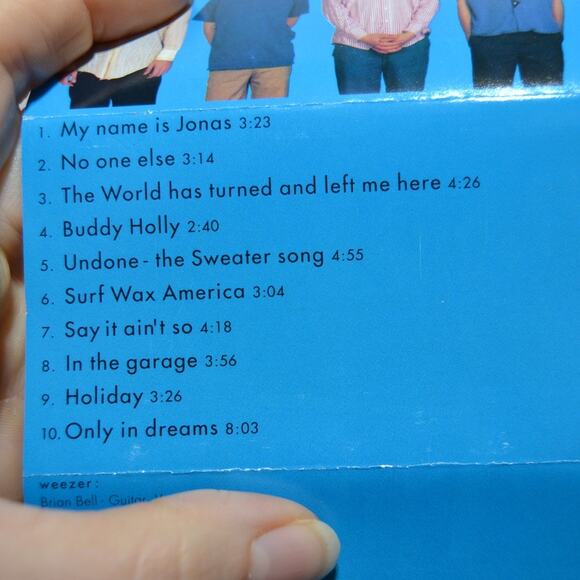 1. My name is Jonas 3:23
2. No one else 3:14
3. The World has turned and left me here 4:26
4. Buddy Holly 2:40
5. Undone - the Sweater song 4:55
6. Surf Wax America 3:04
7. Say it ain't so 4:18
8. In the garage 3:56
9. Holiday 3:26
10. Only in dreams 8:03
weezer:
Brian Bell - Guitar,